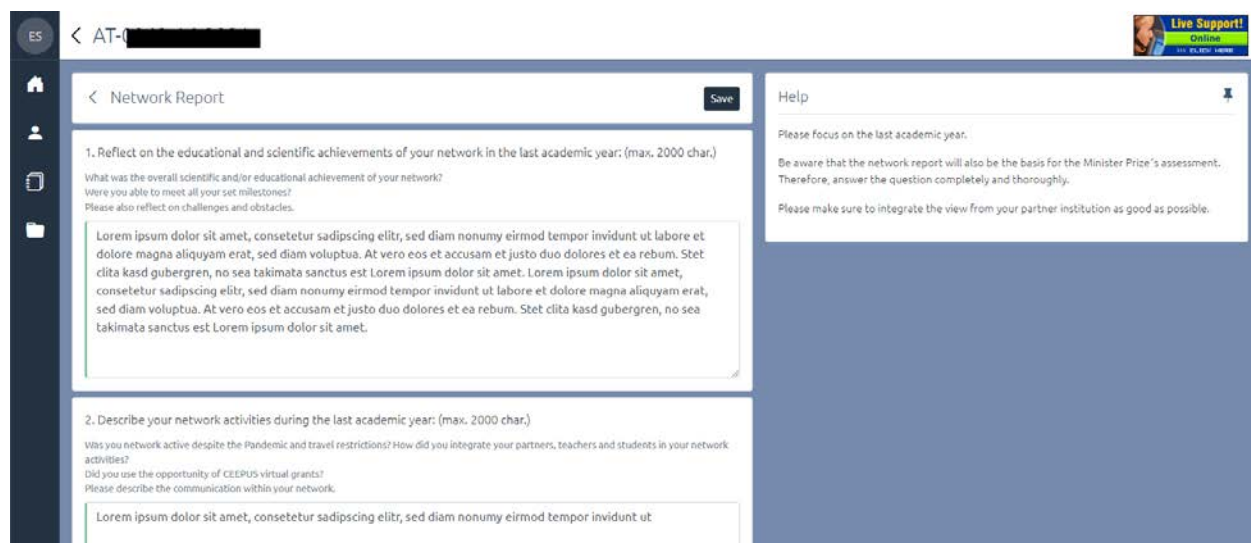 ES
AT-
Live Support!
Online
>> CLICK HERE
Network Report
Save
1. Reflect on the educational and scientific achievements of your network in the last academic year: (max. 2000 char.)
What was the overall scientific and/or educational achievement of your network?
Were you able to meet all your set milestones?
Please also reflect on challenges and obstacles.
Lorem ipsum dolor sit amet, consetetur sadipscing elitr, sed diam nonumy eirmod tempor invidunt ut labore et
dolore magna aliquyam erat, sed diam voluptua. At vero eos et accusam et justo duo dolores et ea rebum. Stet
clita kasd gubergren, no sea takimata sanctus est Lorem ipsum dolor sit amet. Lorem ipsum dolor sit amet,
consetetur sadipscing elitr, sed diam nonumy eirmod tempor invidunt ut labore et dolore magna aliquyam erat,
sed diam voluptua. At vero eos et accusam et justo duo dolores et ea rebum. Stet clita kasd gubergren, no sea
takimata sanctus est Lorem ipsum dolor sit amet.
2. Describe your network activities during the last academic year: (max. 2000 char.)
Was you network active despite the Pandemic and travel restrictions? How did you integrate your partners, teachers and students in your network
activities?
Did you use the opportunity of CEEPUS virtual grants?
Please describe the communication within your network.
Lorem ipsum dolor sit amet, consetetur sadipscing elitr, sed diam nonumy eirmod tempor invidunt ut
Help
Please focus on the last academic year.
Be aware that the network report will also be the basis for the Minister Prize´s assessment.
Therefore, answer the question completely and thoroughly.
Please make sure to integrate the view from your partner institution as good as possible.